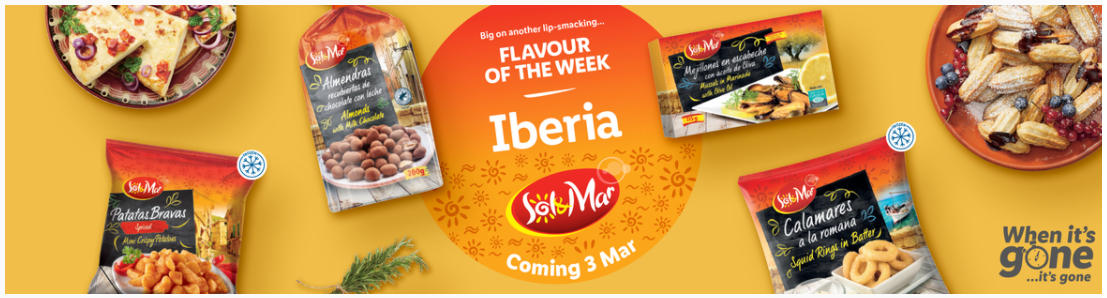 Big on another lip-smacking...
FLAVOUR
OF THE WEEK
Iberia
Sol&Mar
Coming 3 Mar
Sol&Mar
Almendras
recubiertas de
chocolate con leche
Almonds
with Milk Chocolate
200g
Sol&Mar
Mejillones en escabeche
con aceite de Oliva
Mussels in Marinade
with Olive Oil
Sol&Mar
Patatas Bravas
Spiced
Mini Crispy Potatoes
Sol&Mar
Calamares
a la romana
Squid Rings in Batter
When it's
gone
...it's gone